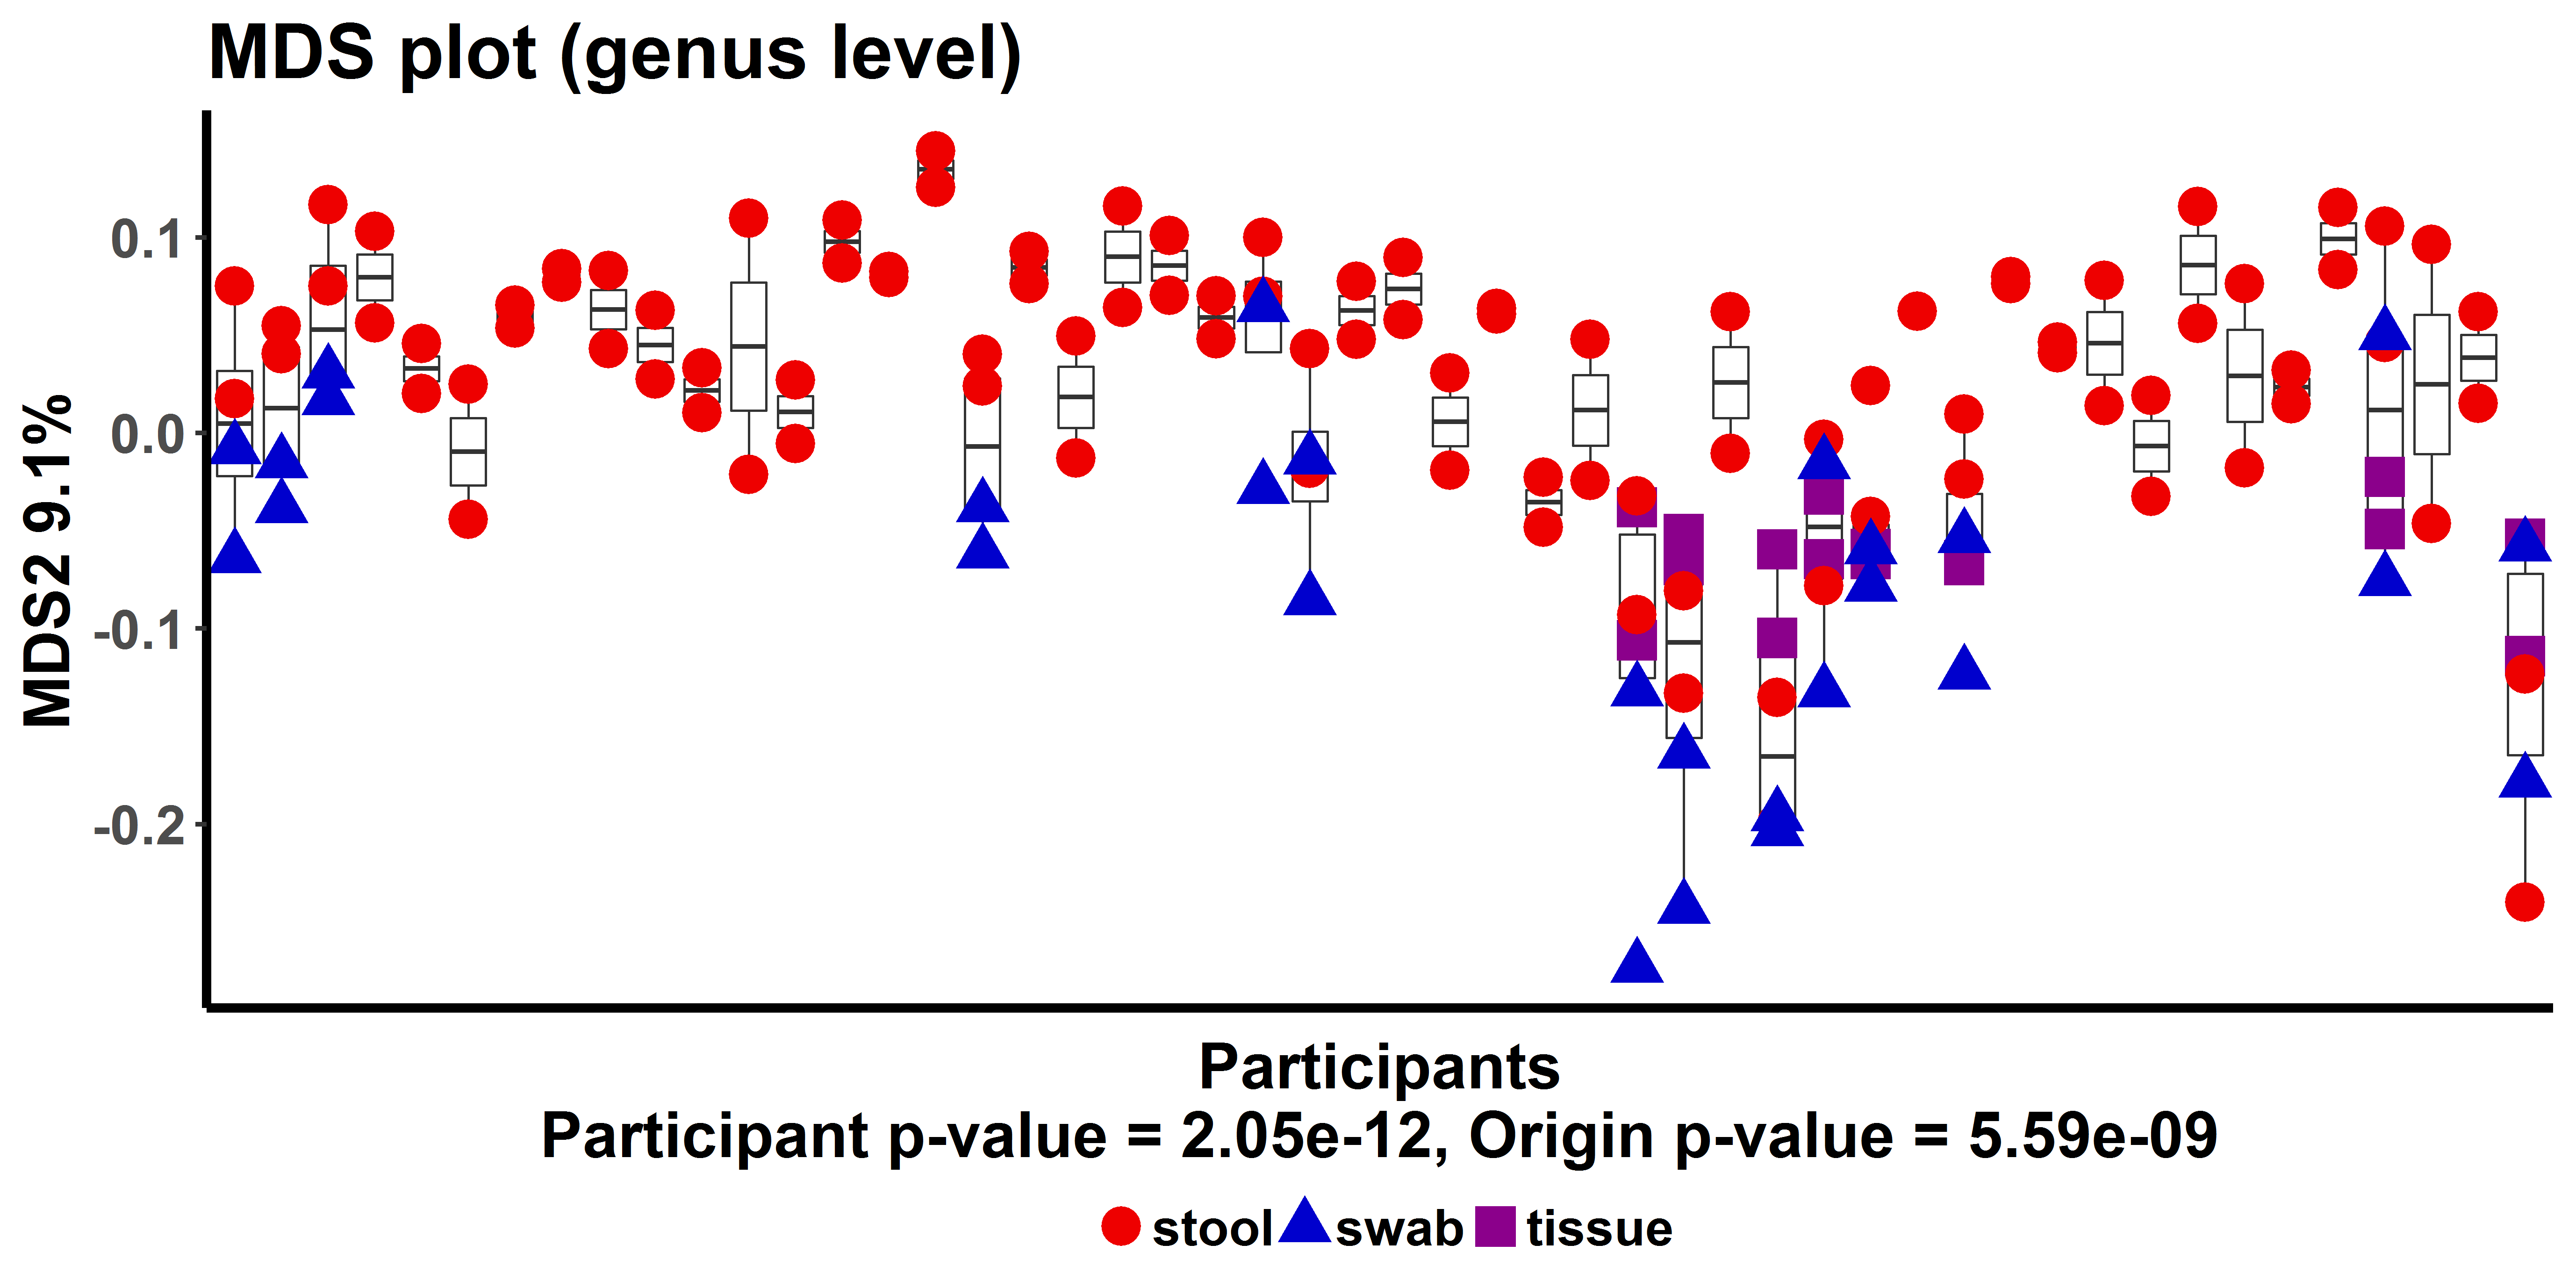 MDS plot (genus level)
MDS2 9.1%
0.1
0.0
-0.1
-0.2
Participants
Participant p-value = 2.05e-12, Origin p-value = 5.59e-09
stool swab tissue